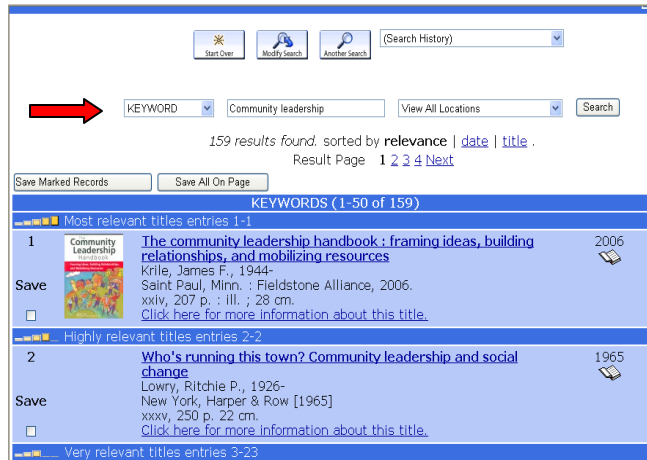 Start Over Modify Search Another Search (Search History)
KEYWORD Community leadership View All Locations Search
159 results found. sorted by relevance | date | title .
Result Page 1 2 3 4 Next
Save Marked Records Save All On Page
KEYWORDS (1-50 of 159)
Most relevant titles entries 1-1
1 The community leadership handbook : framing ideas, building 2006
relationships, and mobilizing resources
Krile, James F., 1944-
Save Saint Paul, Minn. : Fieldstone Alliance, 2006.
xxiv, 207 p. : ill. ; 28 cm.
Click here for more information about this title.
Community
Leadership
Handbook
Highly relevant titles entries 2-2
2 Who's running this town? Community leadership and social 1965
change
Lowry, Ritchie P., 1926-
Save New York, Harper & Row [1965]
xxxv, 250 p. 22 cm.
Click here for more information about this title.
Very relevant titles entries 3-23